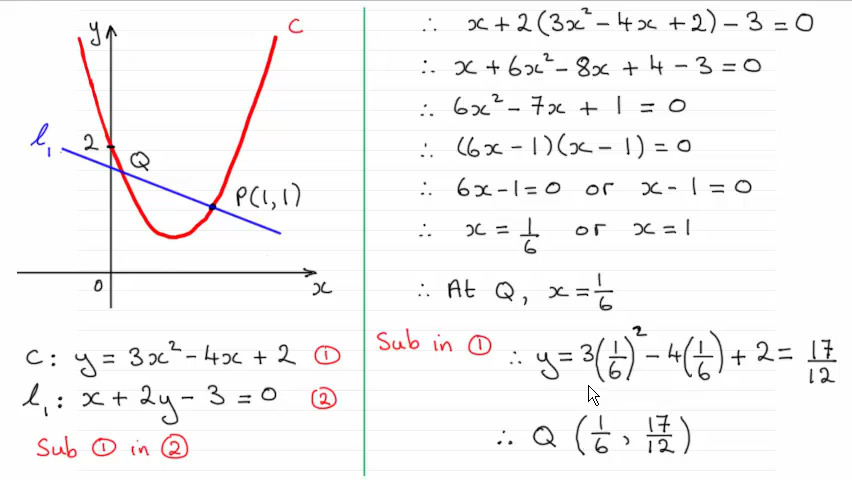 y
C
l₁
2
Q
P(1,1)
0
x
C: y = 3x² - 4x + 2 ①
l₁: x + 2y - 3 = 0 ②
Sub ① in ②
∴ x + 2(3x² - 4x + 2) - 3 = 0
∴ x + 6x² - 8x + 4 - 3 = 0
∴ 6x² - 7x + 1 = 0
∴ (6x - 1)(x - 1) = 0
∴ 6x - 1 = 0 or x - 1 = 0
∴ x = 1/6 or x = 1
∴ At Q, x = 1/6
Sub in ① ∴ y = 3(1/6)² - 4(1/6) + 2 = 17/12
∴ Q (1/6, 17/12)